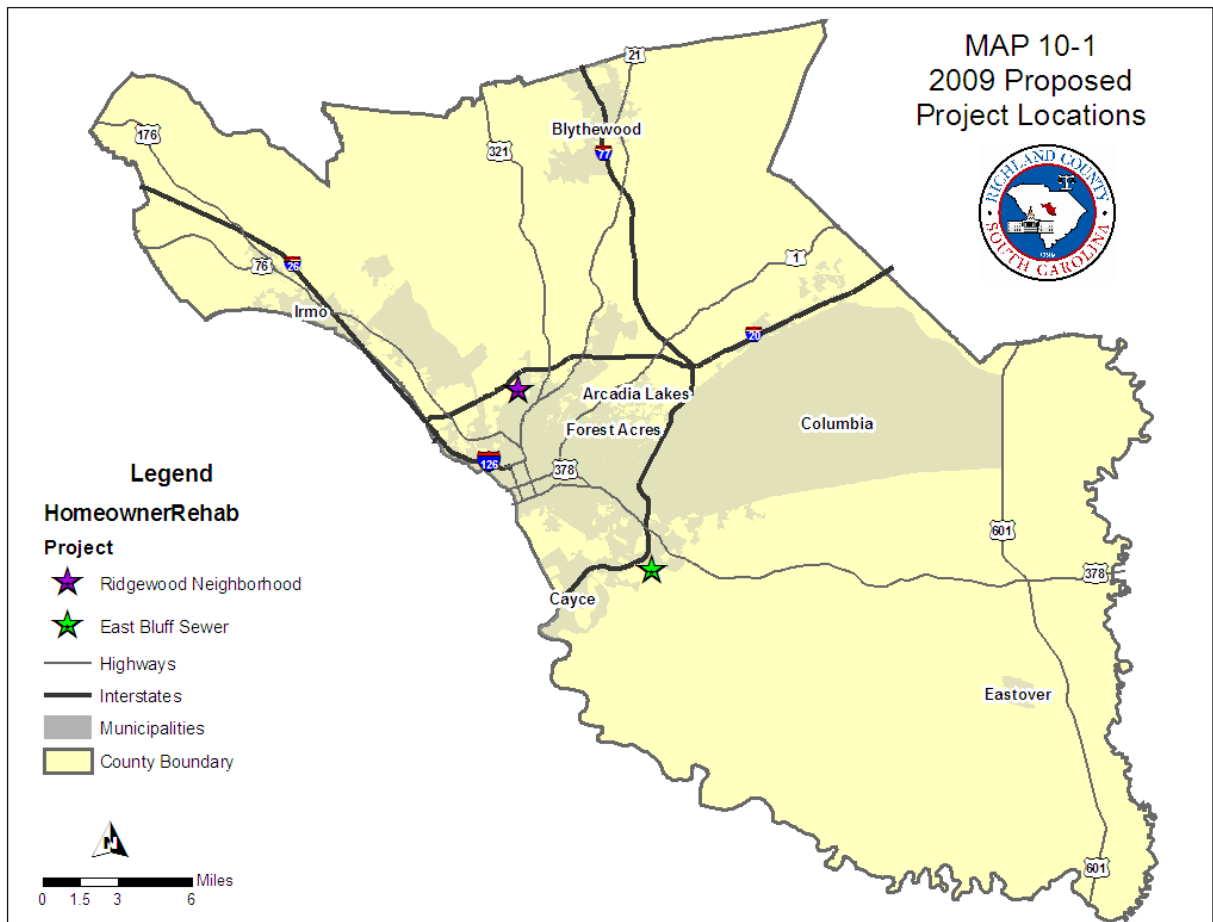 MAP 10-1
2009 Proposed
Project Locations
RICHLAND COUNTY
SOUTH CAROLINA
1799
21
Blythewood
176
321
77
1
76
26
Irmo
20
Arcadia Lakes
Columbia
Forest Acres
126
378
601
378
Cayce
Eastover
601
Legend
HomeownerRehab
Project
Ridgewood Neighborhood
East Bluff Sewer
Highways
Interstates
Municipalities
County Boundary
N
Miles
0 1.5 3 6